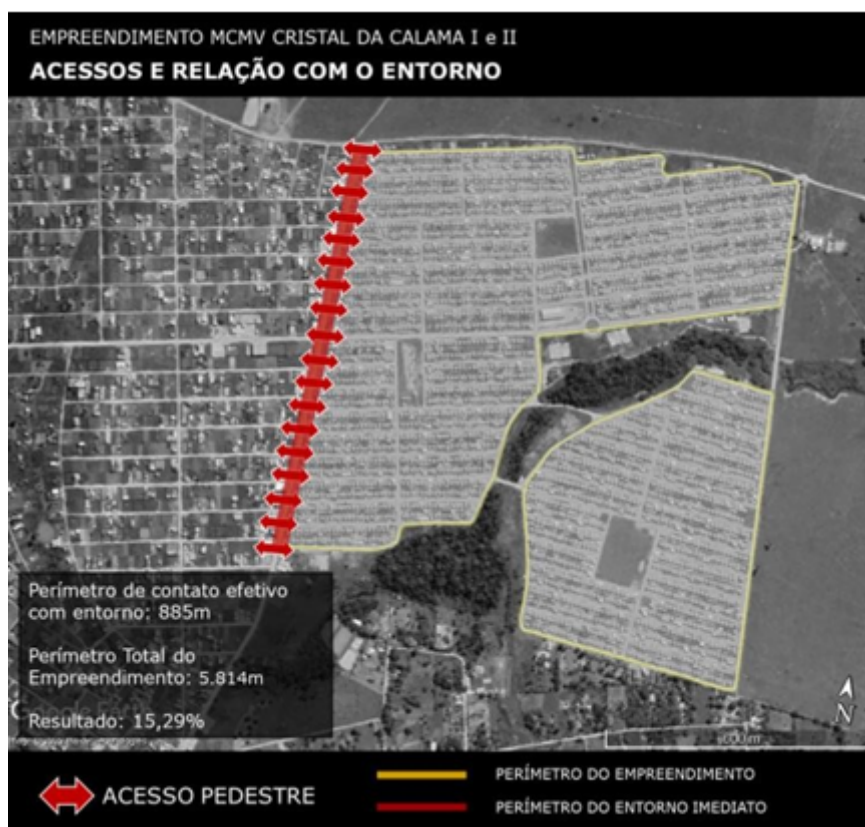 EMPREENDIMENTO MCMV CRISTAL DA CALAMA I e II
ACESSOS E RELAÇÃO COM O ENTORNO
Perímetro de contato efetivo
com entorno: 885m
Perímetro Total do
Empreendimento: 5.814m
Resultado: 15,29%
N
ACESSO PEDESTRE
PERÍMETRO DO EMPREENDIMENTO
PERÍMETRO DO ENTORNO IMEDIATO